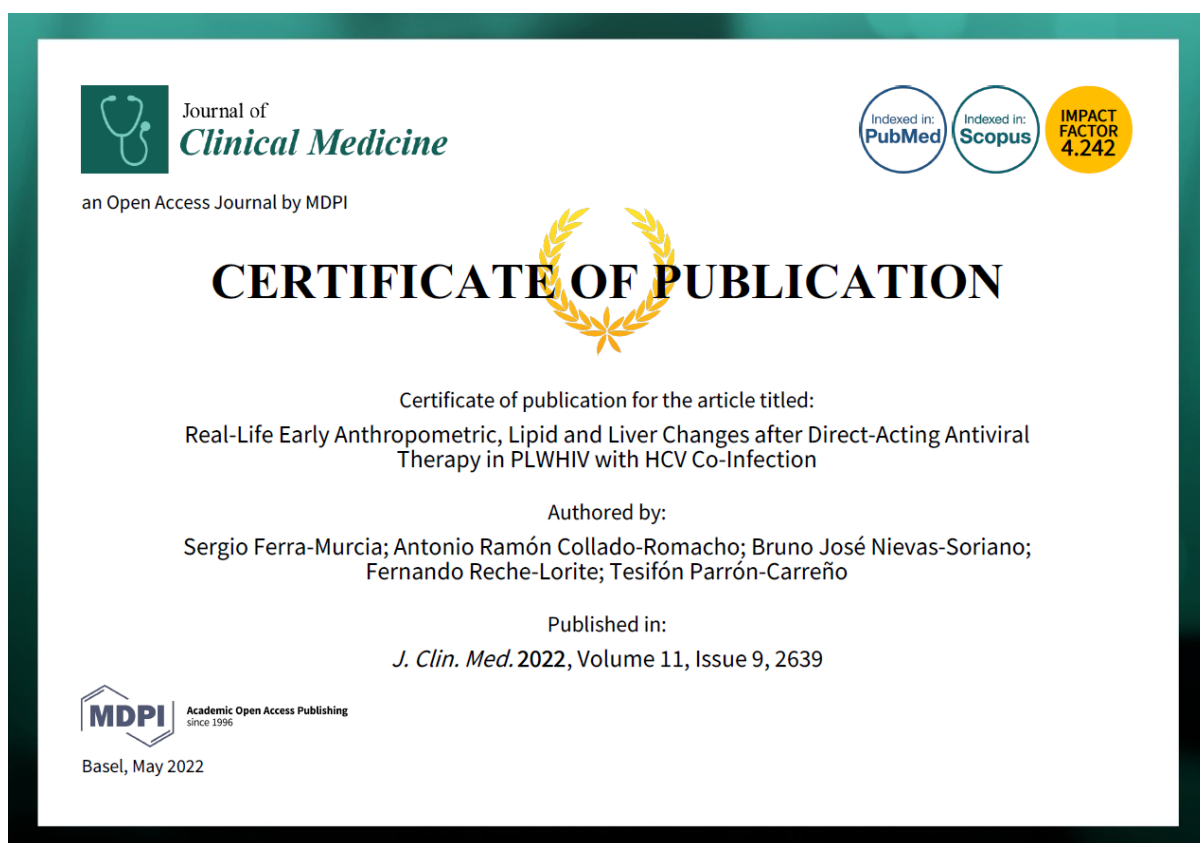 Journal of
Clinical Medicine
Indexed in:
PubMed
Indexed in:
Scopus
IMPACT
FACTOR
4.242
an Open Access Journal by MDPI
CERTIFICATE OF PUBLICATION
Certificate of publication for the article titled:
Real-Life Early Anthropometric, Lipid and Liver Changes after Direct-Acting Antiviral
Therapy in PLWHIV with HCV Co-Infection
Authored by:
Sergio Ferra-Murcia; Antonio Ramón Collado-Romacho; Bruno José Nievas-Soriano;
Fernando Reche-Lorite; Tesifón Parrón-Carreño
Published in:
J. Clin. Med. 2022, Volume 11, Issue 9, 2639
MDPI
Academic Open Access Publishing
since 1996
Basel, May 2022